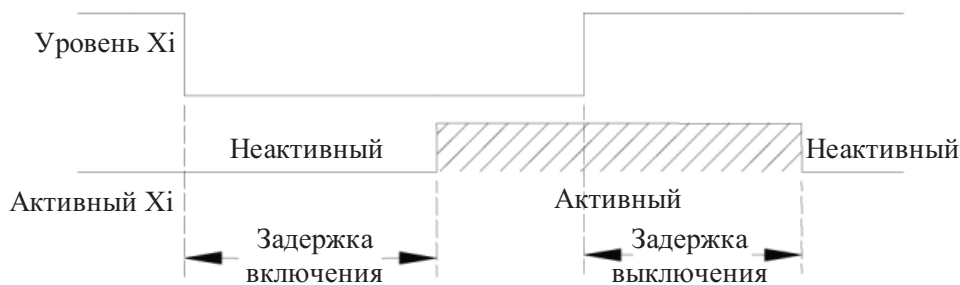 Уровень Xi
Неактивный
Неактивный
Активный Xi
Активный
Задержка
включения
Задержка
выключения